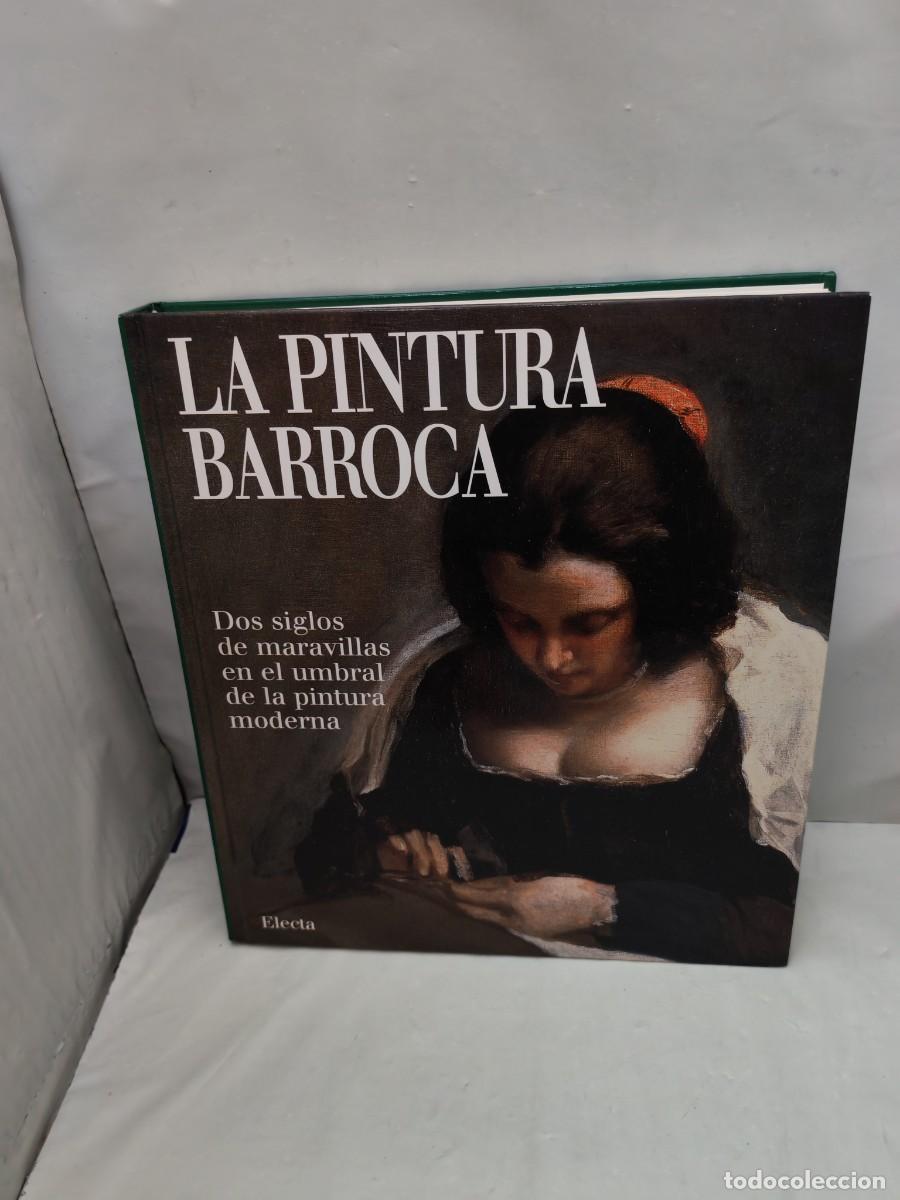 LA PINTURA
BARROCA
Dos siglos
de maravillas
en el umbral
de la pintura
moderna
Electa
todocoleccion